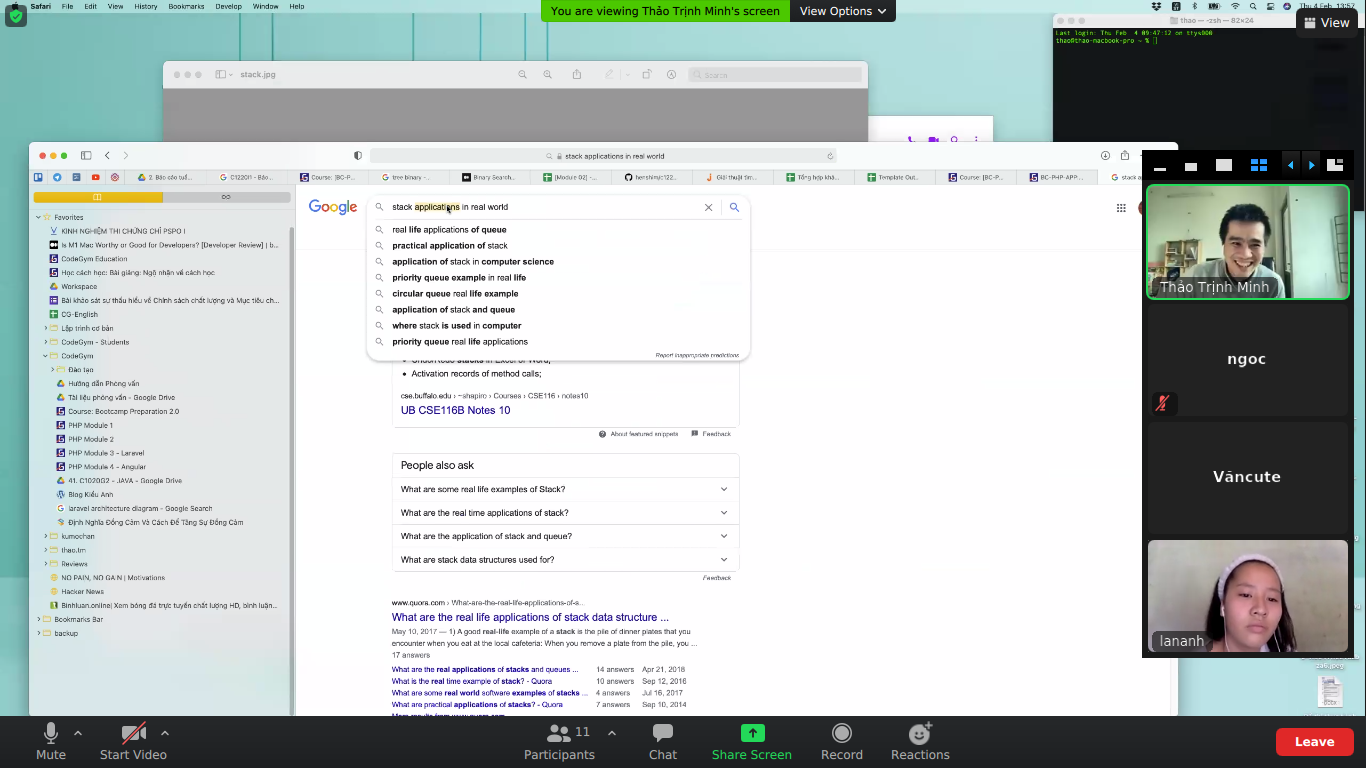 Safari File Edit View History Bookmarks Develop Window Help
You are viewing Thảo Trịnh Minh's screen
View Options
Thu 4 Feb 13:57
View
thao — -zsh — 82×24
Last login: Thu Feb 4 09:47:12 on ttys000
thao@thao-macbook-pro ~ %
stack.jpg
Search
stack applications in real world
2. Báo cáo tuầ...
C1220I1 - Báo...
Course: [BC-P...
tree binary -...
Binary Search...
[Module 02] -...
henshim/c122...
Giải thuật tìm...
Tổng hợp khả...
Template Out...
Course: [BC-P...
BC-PHP-APP:...
stack a
Favorites
KINH NGHIỆM THI CHỨNG CHỈ PSPO I
Is M1 Mac Worthy or Good for Developers? [Developer Review] | b...
CodeGym Education
Học cách học: Bài giảng: Ngộ nhận về cách học
Workspace
Bài khảo sát sự thấu hiểu về Chính sách chất lượng và Mục tiêu ch...
CG-English
Lập trình cơ bản
CodeGym - Students
CodeGym
Đào tạo
Hướng dẫn Phỏng vấn
Tài liệu phỏng vấn - Google Drive
Course: Bootcamp Preparation 2.0
PHP Module 1
PHP Module 2
PHP Module 3 - Laravel
PHP Module 4 - Angular
41. C1020G2 - JAVA - Google Drive
Blog Kiều Anh
laravel architecture diagram - Google Search
Định Nghĩa Đồng Cảm Và Cách Để Tăng Sự Đồng Cảm
kumochan
thao.tm
Reviews
NO PAIN, NO GAIN | Motivations
Hacker News
Binhluan.online| Xem bóng đá trực tuyến chất lượng HD, bình luận...
Bookmarks Bar
backup
Google
stack applications in real world
real life applications of queue
practical application of stack
application of stack in computer science
priority queue example in real life
circular queue real life example
application of stack and queue
where stack is used in computer
priority queue real life applications
Report inappropriate predictions
Activation records of method calls;
cse.buffalo.edu › ~shapiro › Courses › CSE116 › notes10
UB CSE116B Notes 10
About featured snippets
Feedback
People also ask
What are some real life examples of Stack?
What are the real time applications of stack?
What are the application of stack and queue?
What are stack data structures used for?
Feedback
www.quora.com › What-are-the-real-life-applications-of-s...
What are the real life applications of stack data structure ...
May 10, 2017 — 1) A good real-life example of a stack is the pile of dinner plates that you
encounter when you eat at the local cafeteria: When you remove a plate from the pile, you ...
17 answers
What are the real applications of stacks and queues ... 14 answers Apr 21, 2018
What is the real time example of stack? - Quora 10 answers Sep 12, 2016
What are some real world software examples of stacks ... 4 answers Jul 16, 2017
What are practical applications of stacks? - Quora 7 answers Sep 10, 2014
Thảo Trịnh Minh
ngoc
Văncute
lananh
DOCX
Mute
Start Video
Participants
11
Chat
Share Screen
Record
Reactions
Leave